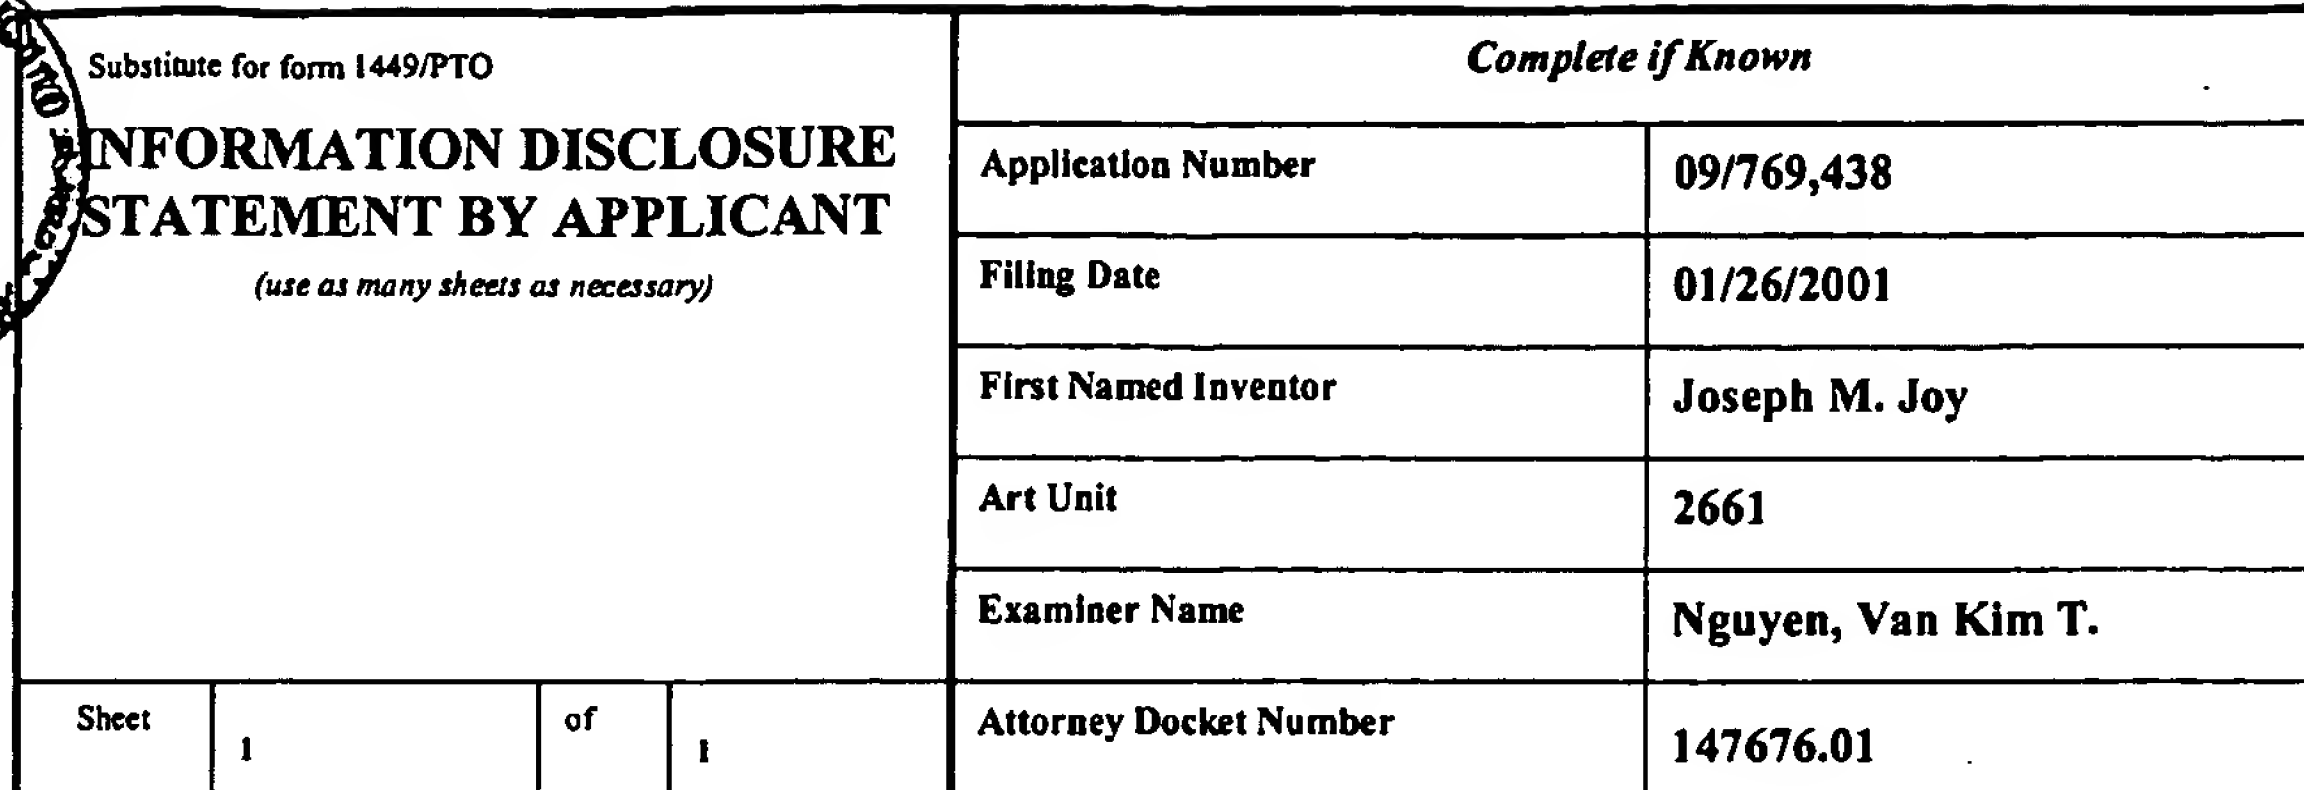 Substitute for form 1449/PTO
INFORMATION DISCLOSURE
STATEMENT BY APPLICANT
(use as many sheets as necessary)
Sheet 1 of 1
Complete if Known
Application Number 09/769,438
Filing Date 01/26/2001
First Named Inventor Joseph M. Joy
Art Unit 2661
Examiner Name Nguyen, Van Kim T.
Attorney Docket Number 147676.01